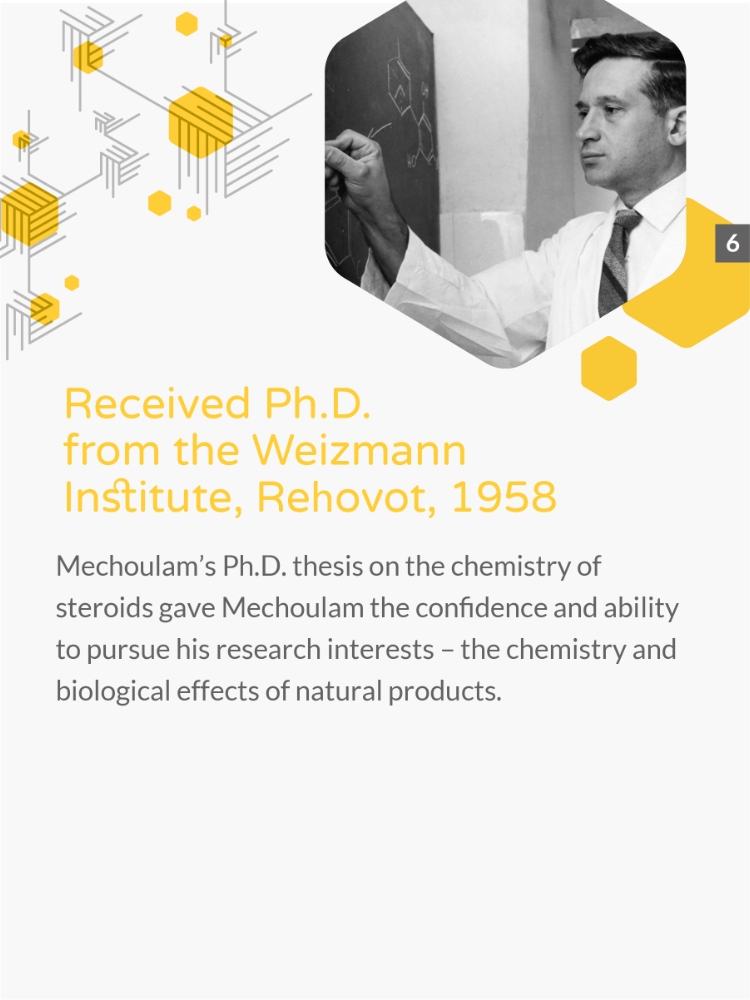 6
Received Ph.D.
from the Weizmann
Institute, Rehovot, 1958
Mechoulam’s Ph.D. thesis on the chemistry of
steroids gave Mechoulam the confidence and ability
to pursue his research interests – the chemistry and
biological effects of natural products.